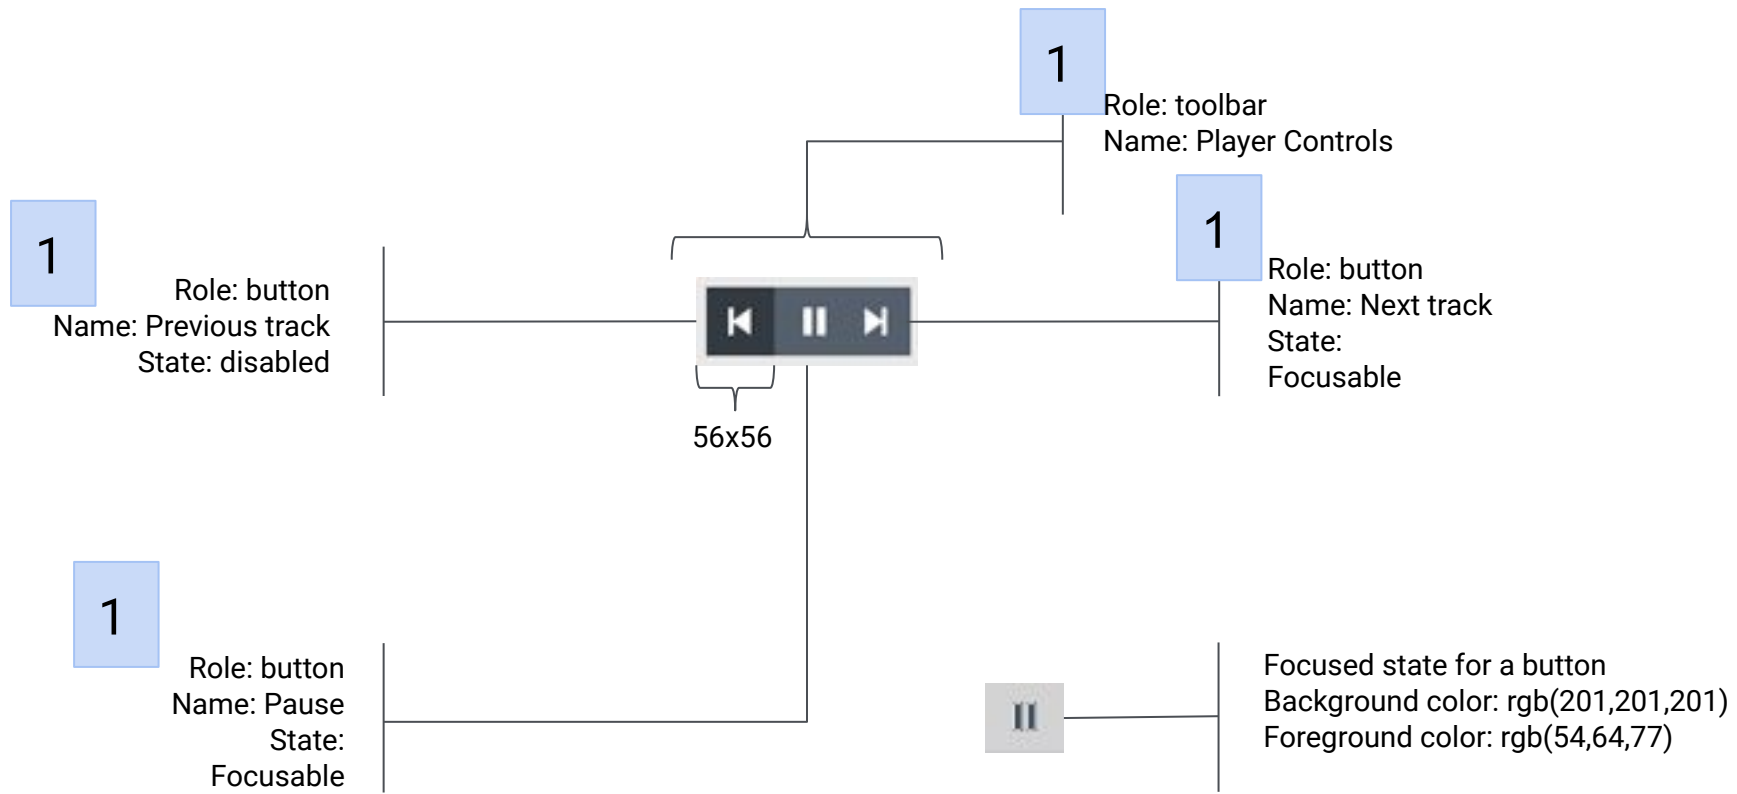 1
Role: toolbar
Name: Player Controls
1
Role: button
Name: Previous track
State: disabled
1
Role: button
Name: Next track
State:
Focusable
56x56
1
Role: button
Name: Pause
State:
Focusable
Focused state for a button
Background color: rgb(201,201,201)
Foreground color: rgb(54,64,77)